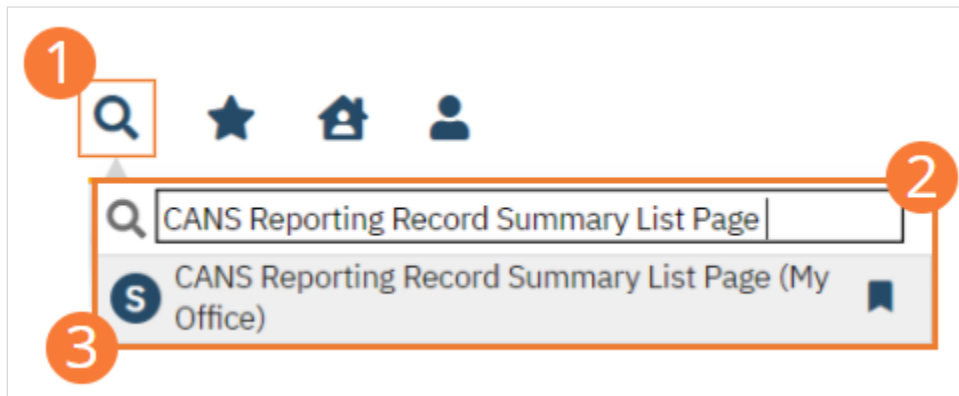 1
2
CANS Reporting Record Summary List Page
S
CANS Reporting Record Summary List Page (My
Office)
3